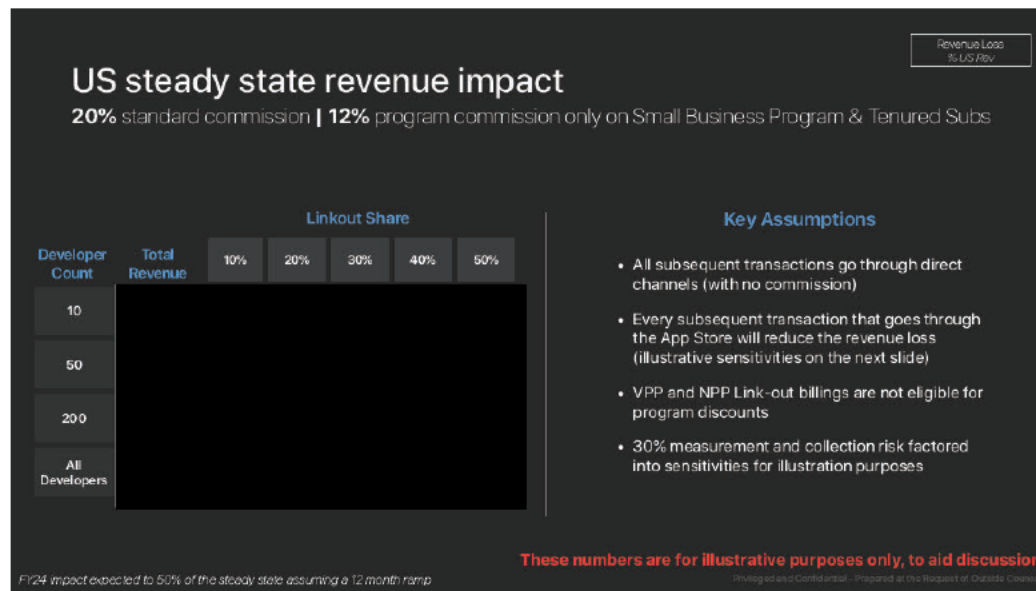 Revenue Loss
% US Rev
US steady state revenue impact
20% standard commission | 12% program commission only on Small Business Program & Tenured Subs
Linkout Share
Developer
Count
Total
Revenue
10%
20%
30%
40%
50%
10
50
200
All
Developers
Key Assumptions
• All subsequent transactions go through direct
channels (with no commission)
• Every subsequent transaction that goes through
the App Store will reduce the revenue loss
(illustrative sensitivities on the next slide)
• VPP and NPP Link-out billings are not eligible for
program discounts
• 30% measurement and collection risk factored
into sensitivities for illustration purposes
These numbers are for illustrative purposes only, to aid discussion
FY24 impact expected to 50% of the steady state assuming a 12 month ramp
Privileged and Confidential - Prepared at the Request of Outside Counse